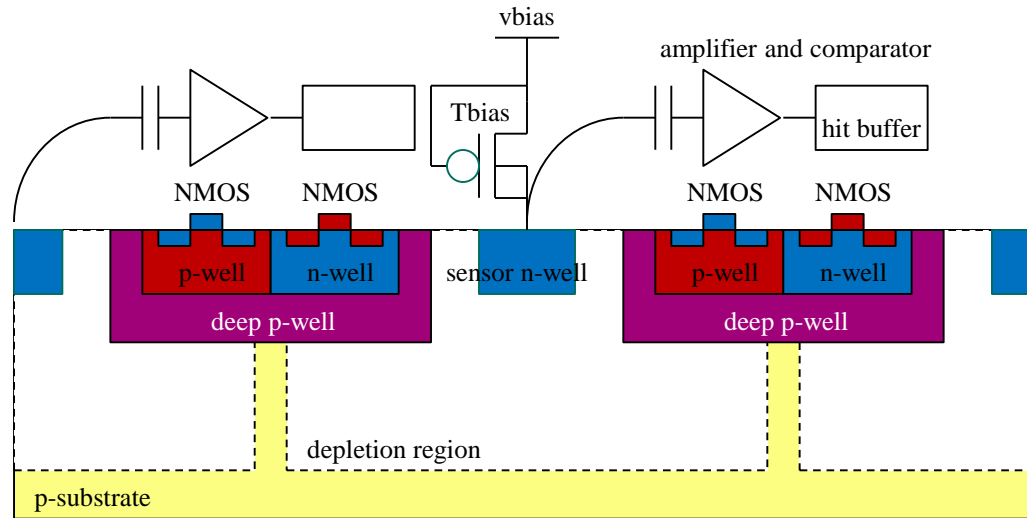 vbias
amplifier and comparator
Tbias
hit buffer
NMOS
NMOS
NMOS
NMOS
p-well
n-well
sensor n-well
p-well
n-well
deep p-well
deep p-well
depletion region
p-substrate